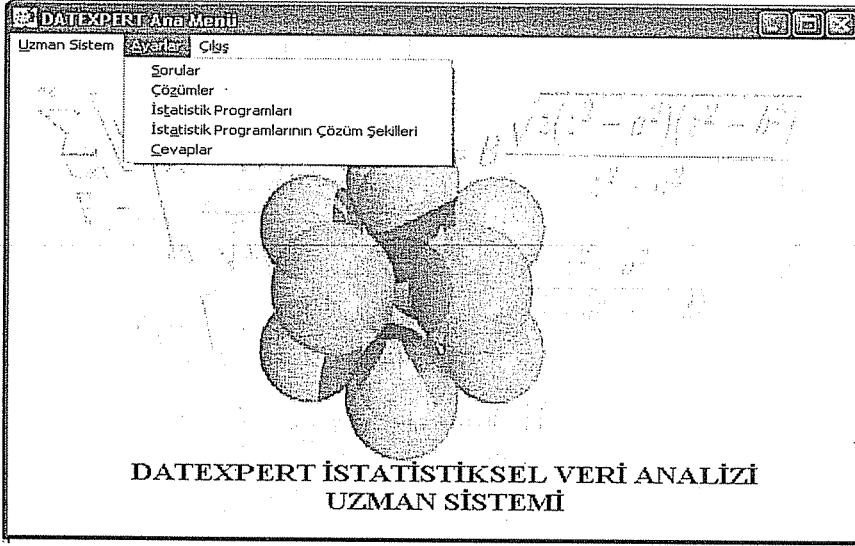 DATEXPERT Ana Menü
Uzman Sistem Ayarlar Çıkış
Sorular
Çözümler
İstatistik Programları
İstatistik Programlarının Çözüm Şekilleri
Cevaplar
DATEXPERT İSTATİSTİKSEL VERİ ANALİZİ
UZMAN SİSTEMİ